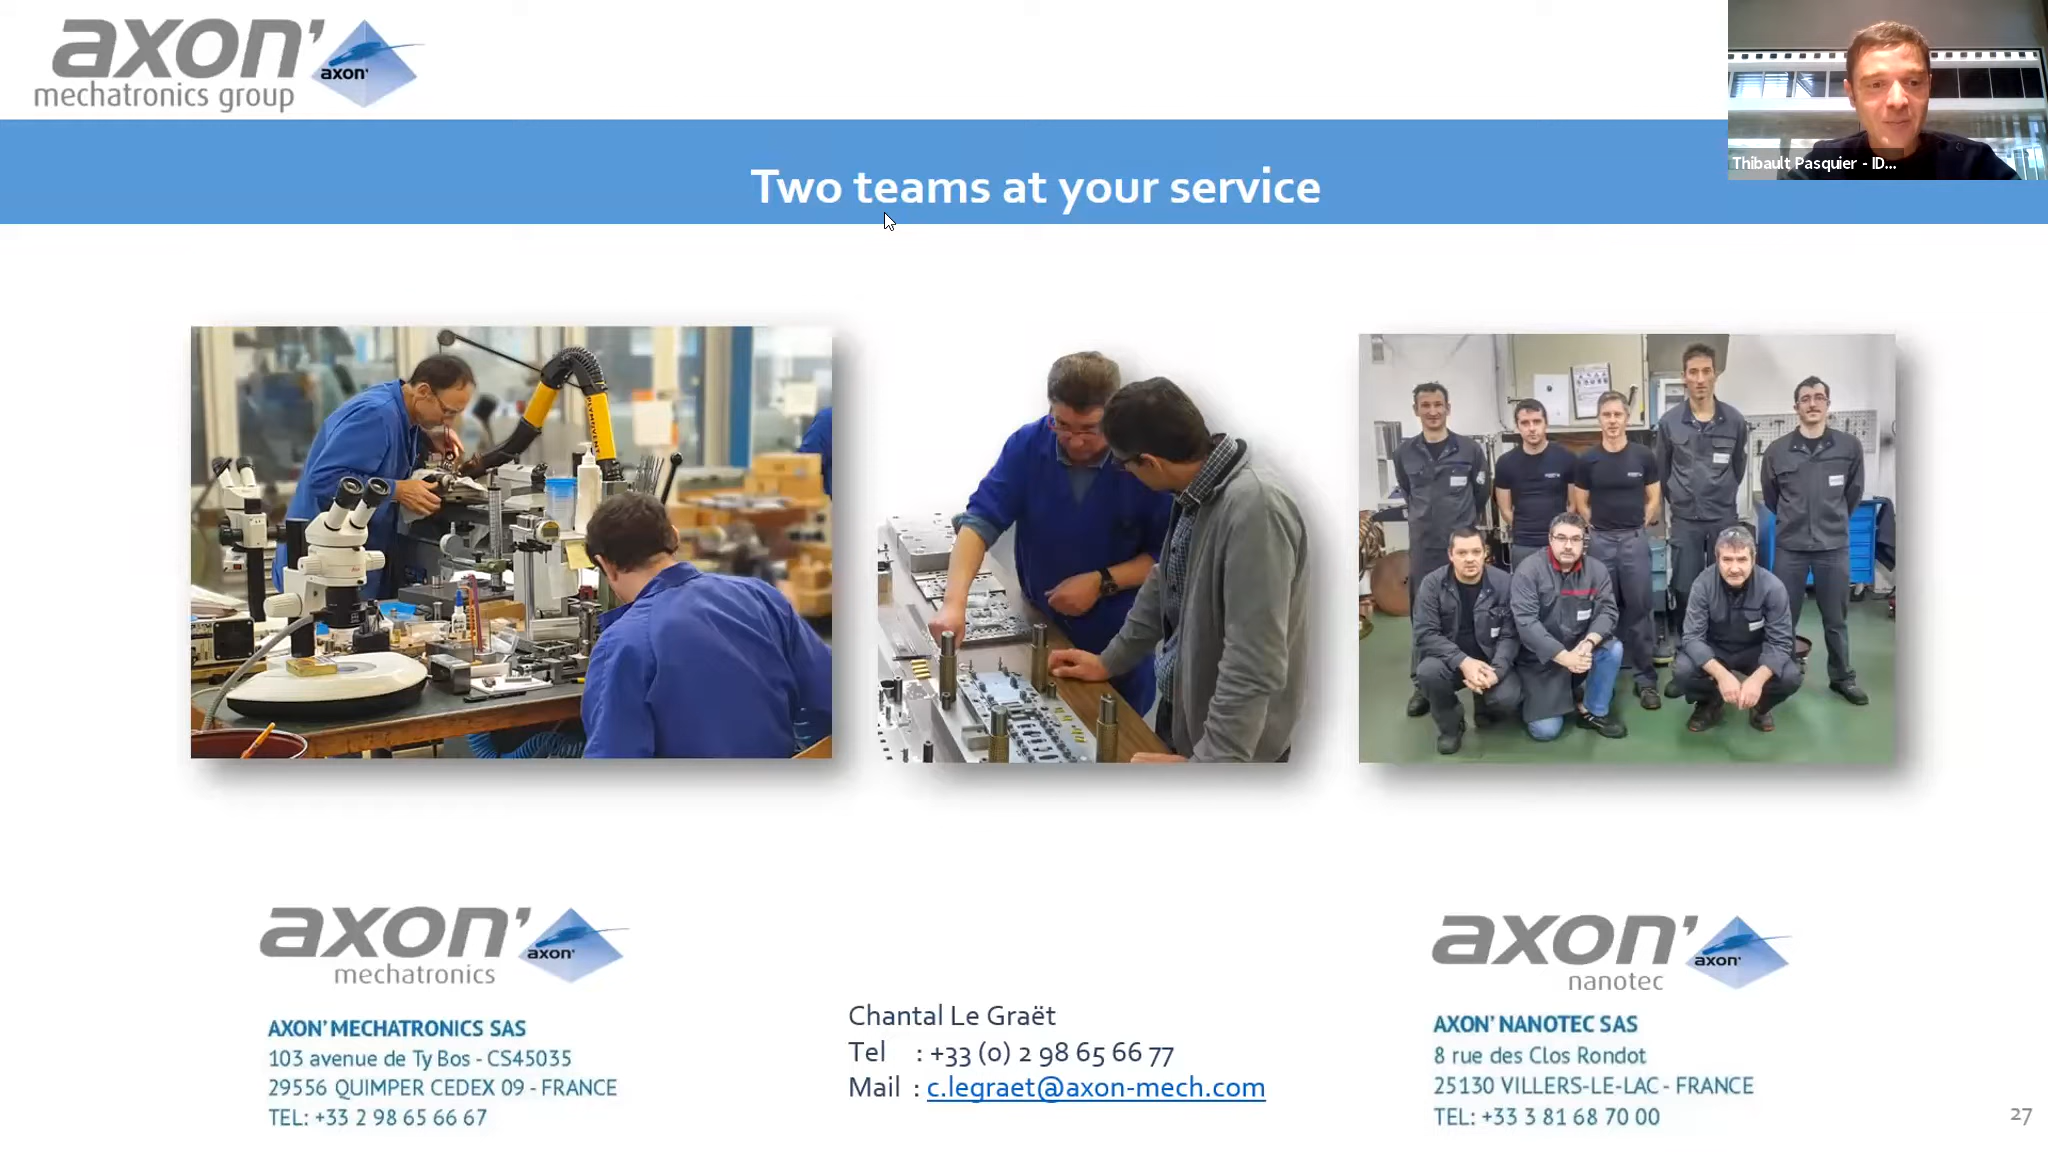 axon'
axon'
mechatronics group
Thibault Pasquier - ID...
Two teams at your service
PLYMOVENT
axon'
axon'
mechatronics
AXON' MECHATRONICS SAS
103 avenue de Ty Bos - CS45035
29556 QUIMPER CEDEX 09 - FRANCE
TEL: +33 2 98 65 66 67
Chantal Le Graët
Tel : +33 (0) 2 98 65 66 77
Mail : c.legraet@axon-mech.com
axon'
axon'
nanotec
AXON' NANOTEC SAS
8 rue des Clos Rondot
25130 VILLERS-LE-LAC - FRANCE
TEL: +33 3 81 68 70 00
27